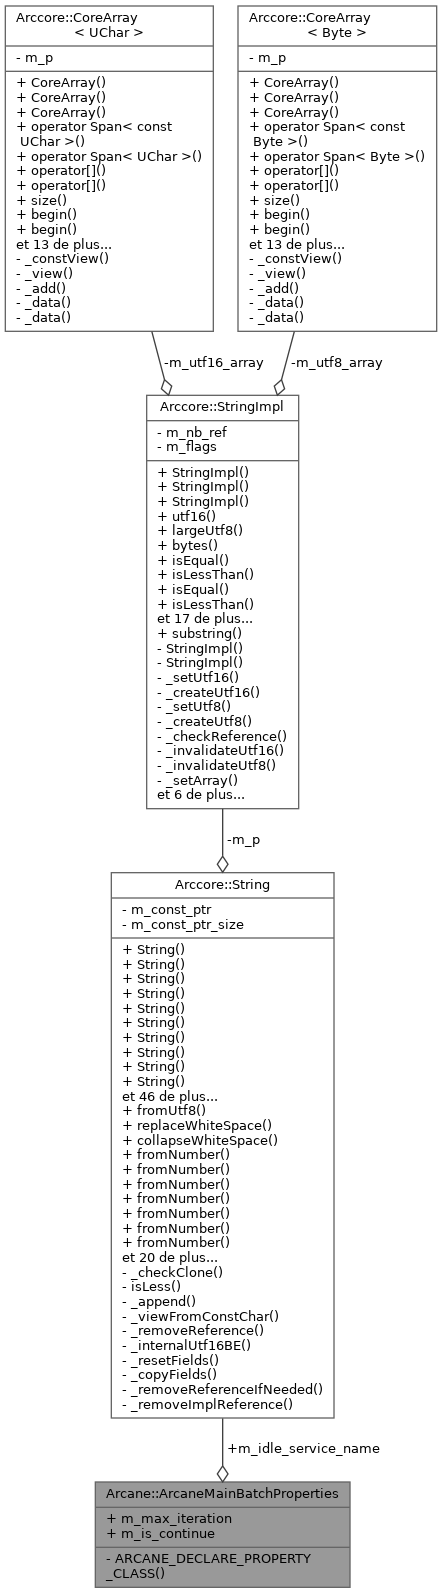 Arccore::CoreArray
< UChar >
- m_p
+ CoreArray()
+ CoreArray()
+ CoreArray()
+ operator Span< const
UChar >()
+ operator Span< UChar >()
+ operator[]()
+ operator[]()
+ size()
+ begin()
+ begin()
et 13 de plus...
- _constView()
- _view()
- _add()
- _data()
- _data()
Arccore::CoreArray
< Byte >
- m_p
+ CoreArray()
+ CoreArray()
+ CoreArray()
+ operator Span< const
Byte >()
+ operator Span< Byte >()
+ operator[]()
+ operator[]()
+ size()
+ begin()
+ begin()
et 13 de plus...
- _constView()
- _view()
- _add()
- _data()
- _data()
-m_utf16_array
-m_utf8_array
Arccore::StringImpl
- m_nb_ref
- m_flags
+ StringImpl()
+ StringImpl()
+ StringImpl()
+ utf16()
+ largeUtf8()
+ bytes()
+ isEqual()
+ isLessThan()
+ isEqual()
+ isLessThan()
et 17 de plus...
+ substring()
- StringImpl()
- StringImpl()
- _setUtf16()
- _createUtf16()
- _setUtf8()
- _createUtf8()
- _checkReference()
- _invalidateUtf16()
- _invalidateUtf8()
- _setArray()
et 6 de plus...
-m_p
Arccore::String
- m_const_ptr
- m_const_ptr_size
+ String()
+ String()
+ String()
+ String()
+ String()
+ String()
+ String()
+ String()
+ String()
+ String()
et 46 de plus...
+ fromUtf8()
+ replaceWhiteSpace()
+ collapseWhiteSpace()
+ fromNumber()
+ fromNumber()
+ fromNumber()
+ fromNumber()
+ fromNumber()
+ fromNumber()
+ fromNumber()
et 20 de plus...
- _checkClone()
- isLess()
- _append()
- _viewFromConstChar()
- _removeReference()
- _internalUtf16BE()
- _resetFields()
- _copyFields()
- _removeReferenceIfNeeded()
- _removeImplReference()
+m_idle_service_name
Arcane::ArcaneMainBatchProperties
+ m_max_iteration
+ m_is_continue
- ARCANE_DECLARE_PROPERTY
_CLASS()